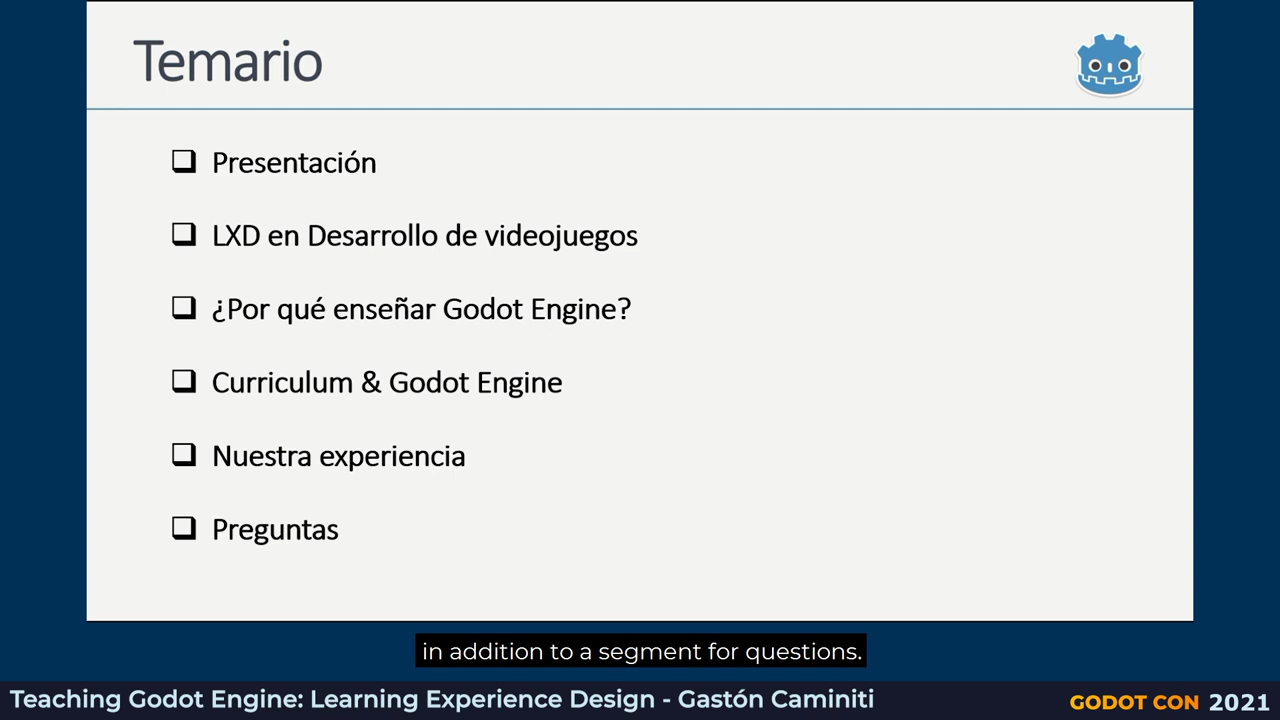 Temario
Presentación
LXD en Desarrollo de videojuegos
¿Por qué enseñar Godot Engine?
Curriculum & Godot Engine
Nuestra experiencia
Preguntas
in addition to a segment for questions.
Teaching Godot Engine: Learning Experience Design - Gastón Caminiti
GODOT CON 2021